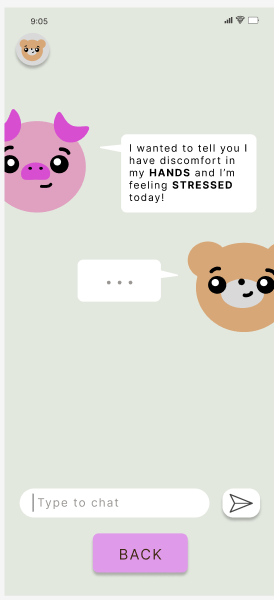 9:05
I wanted to tell you I
have discomfort in
my HANDS and I'm
feeling STRESSED
today!
...
Type to chat
BACK